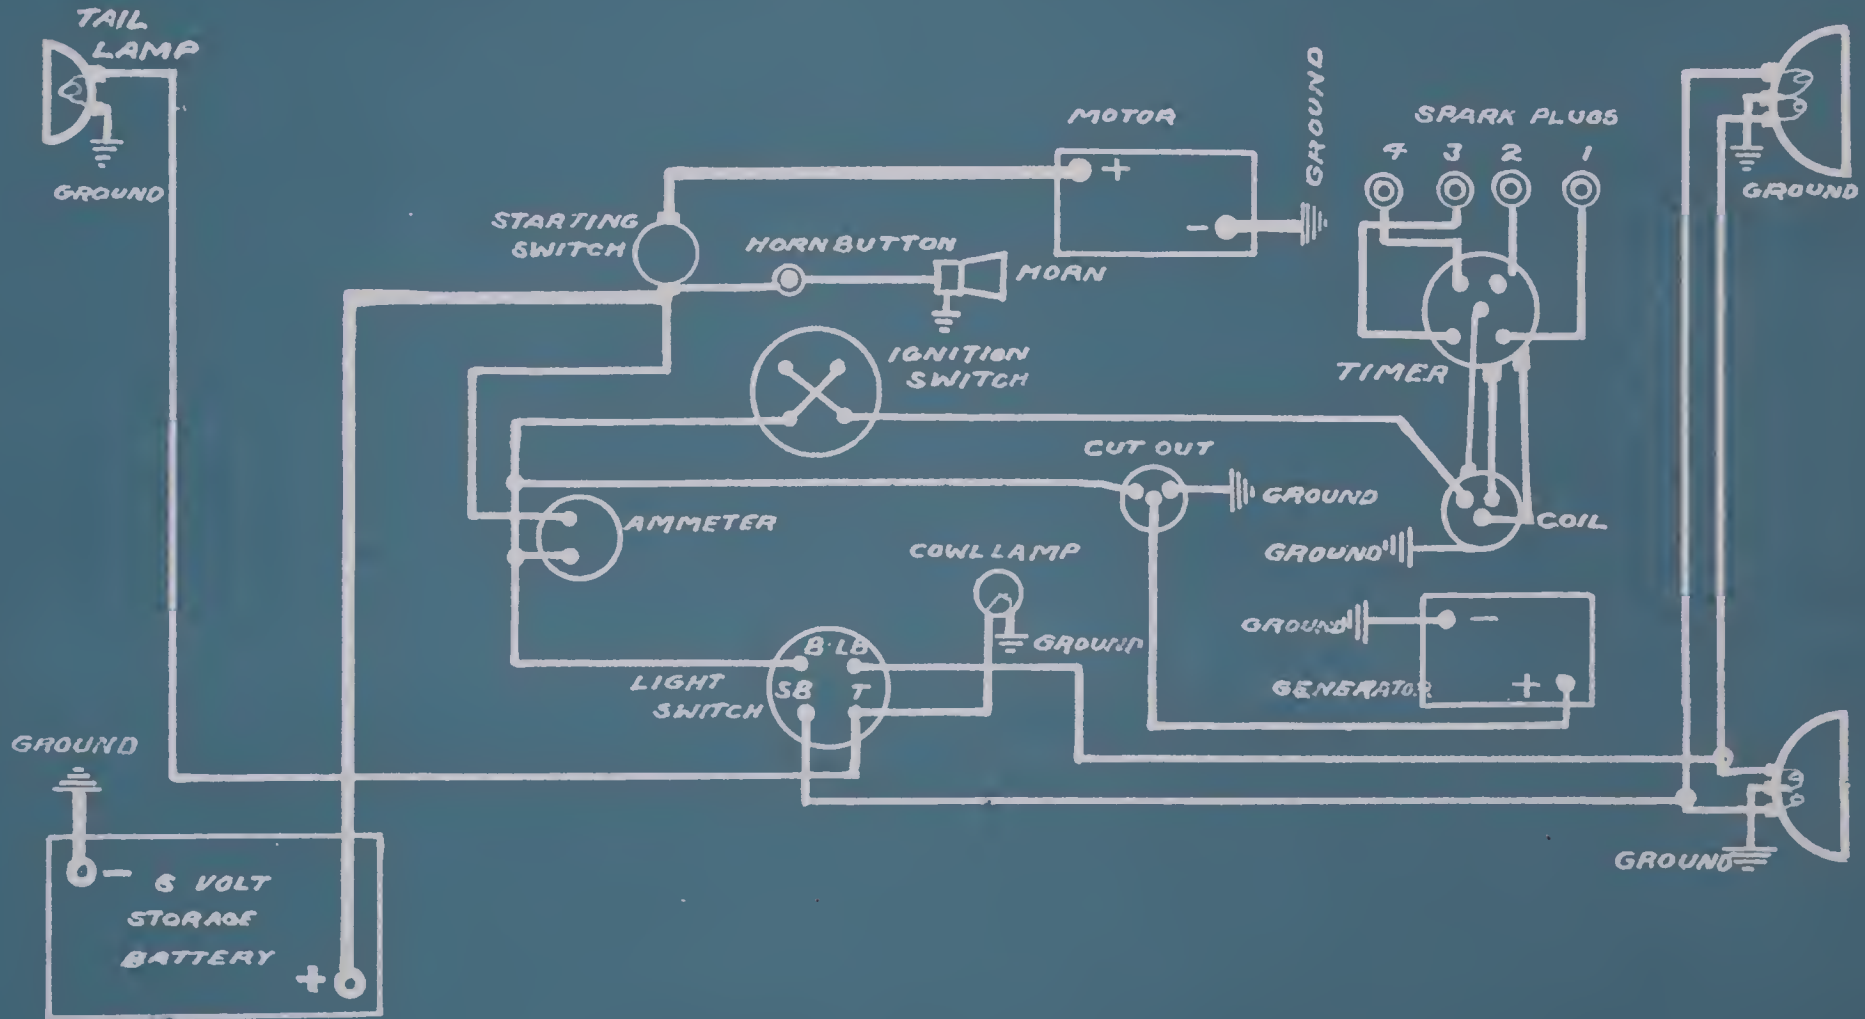 TAIL
LAMP
GROUND
MOTOR
+
-
GROUND
SPARK PLUGS
4 3 2 1
GROUND
STARTING
SWITCH
HORN BUTTON
HORN
IGNITION
SWITCH
TIMER
CUT OUT
GROUND
AMMETER
COIL
GROUND
COWL LAMP
GROUND
GROUND
-
GENERATOR
+
B LB
SB T
LIGHT
SWITCH
GROUND
- 6 VOLT
STORAGE
BATTERY
+
GROUND